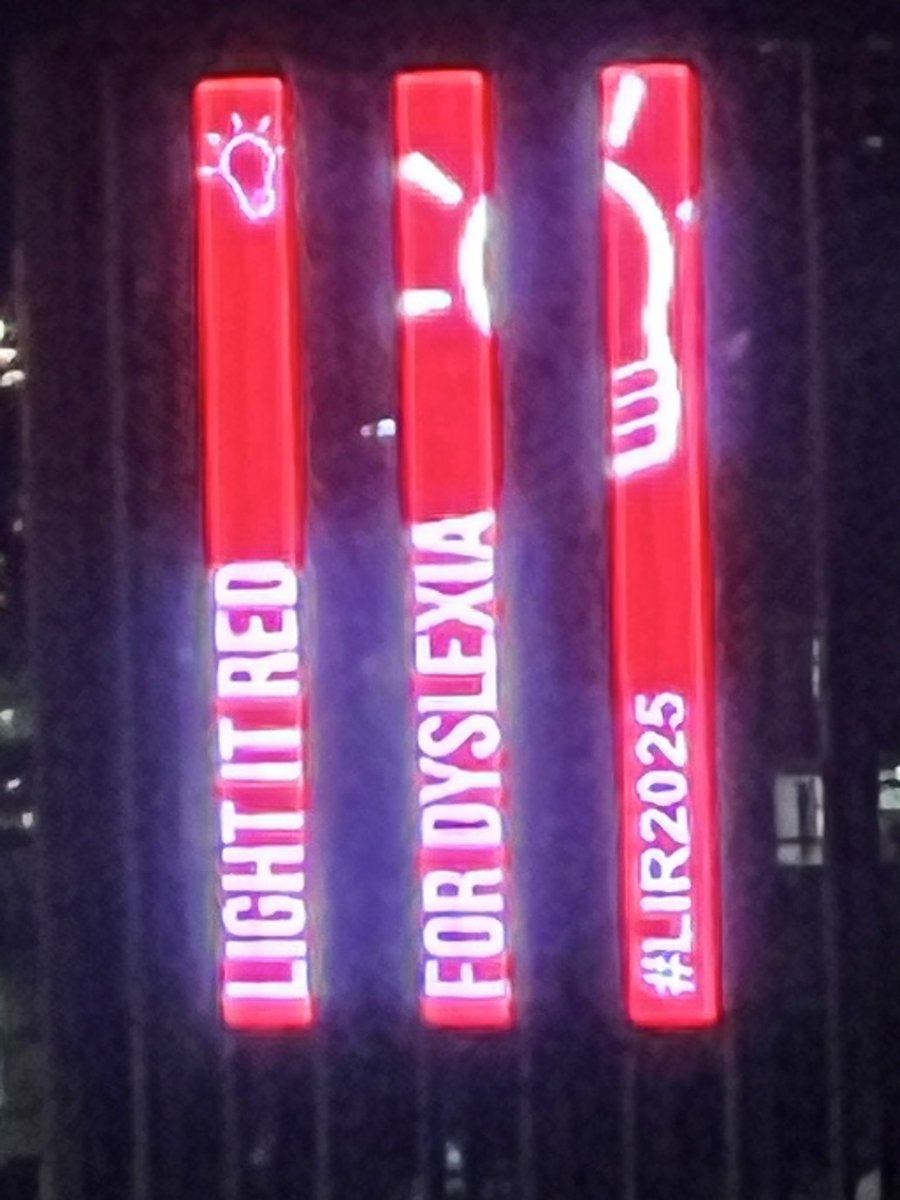 LIGHT IT RED
FOR DYSLEXIA
#LIR2025